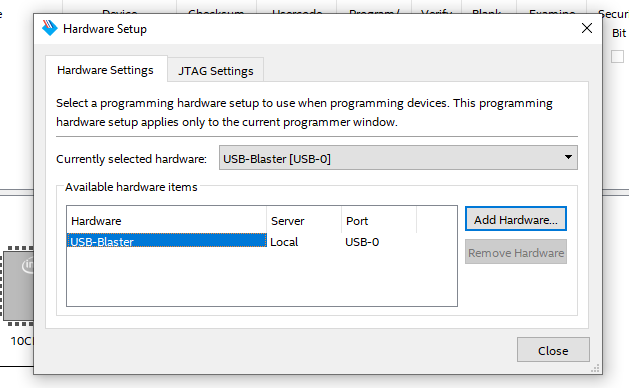 Device Checksum Usercode Program/ Verify Blank- Examine Secur
Bit
Hardware Setup
Hardware Settings JTAG Settings
Select a programming hardware setup to use when programming devices. This programming
hardware setup applies only to the current programmer window.
Currently selected hardware: USB-Blaster [USB-0]
Available hardware items
Hardware Server Port
USB-Blaster Local USB-0
Add Hardware...
Remove Hardware
Close